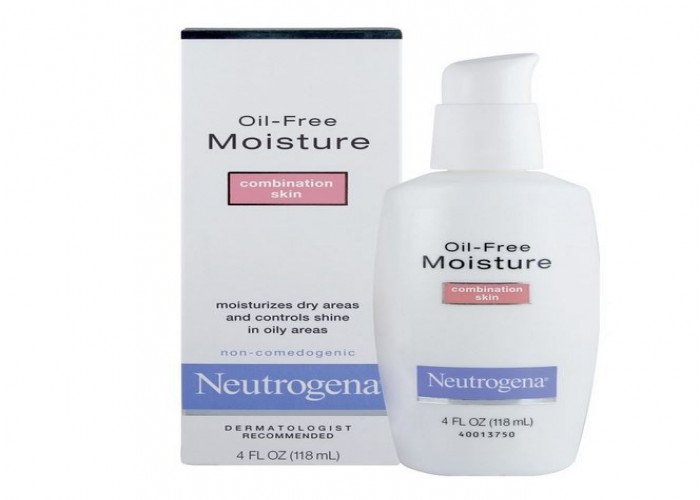 Oil-Free
Moisture
combination
skin
moisturizes dry areas
and controls shine
in oily areas
non-comedogenic
Neutrogena
DERMATOLOGIST
RECOMMENDED
4 FL OZ (118 mL)
Oil-Free
Moisture
combination
skin
Neutrogena®
4 FL OZ (118 mL)
40013750